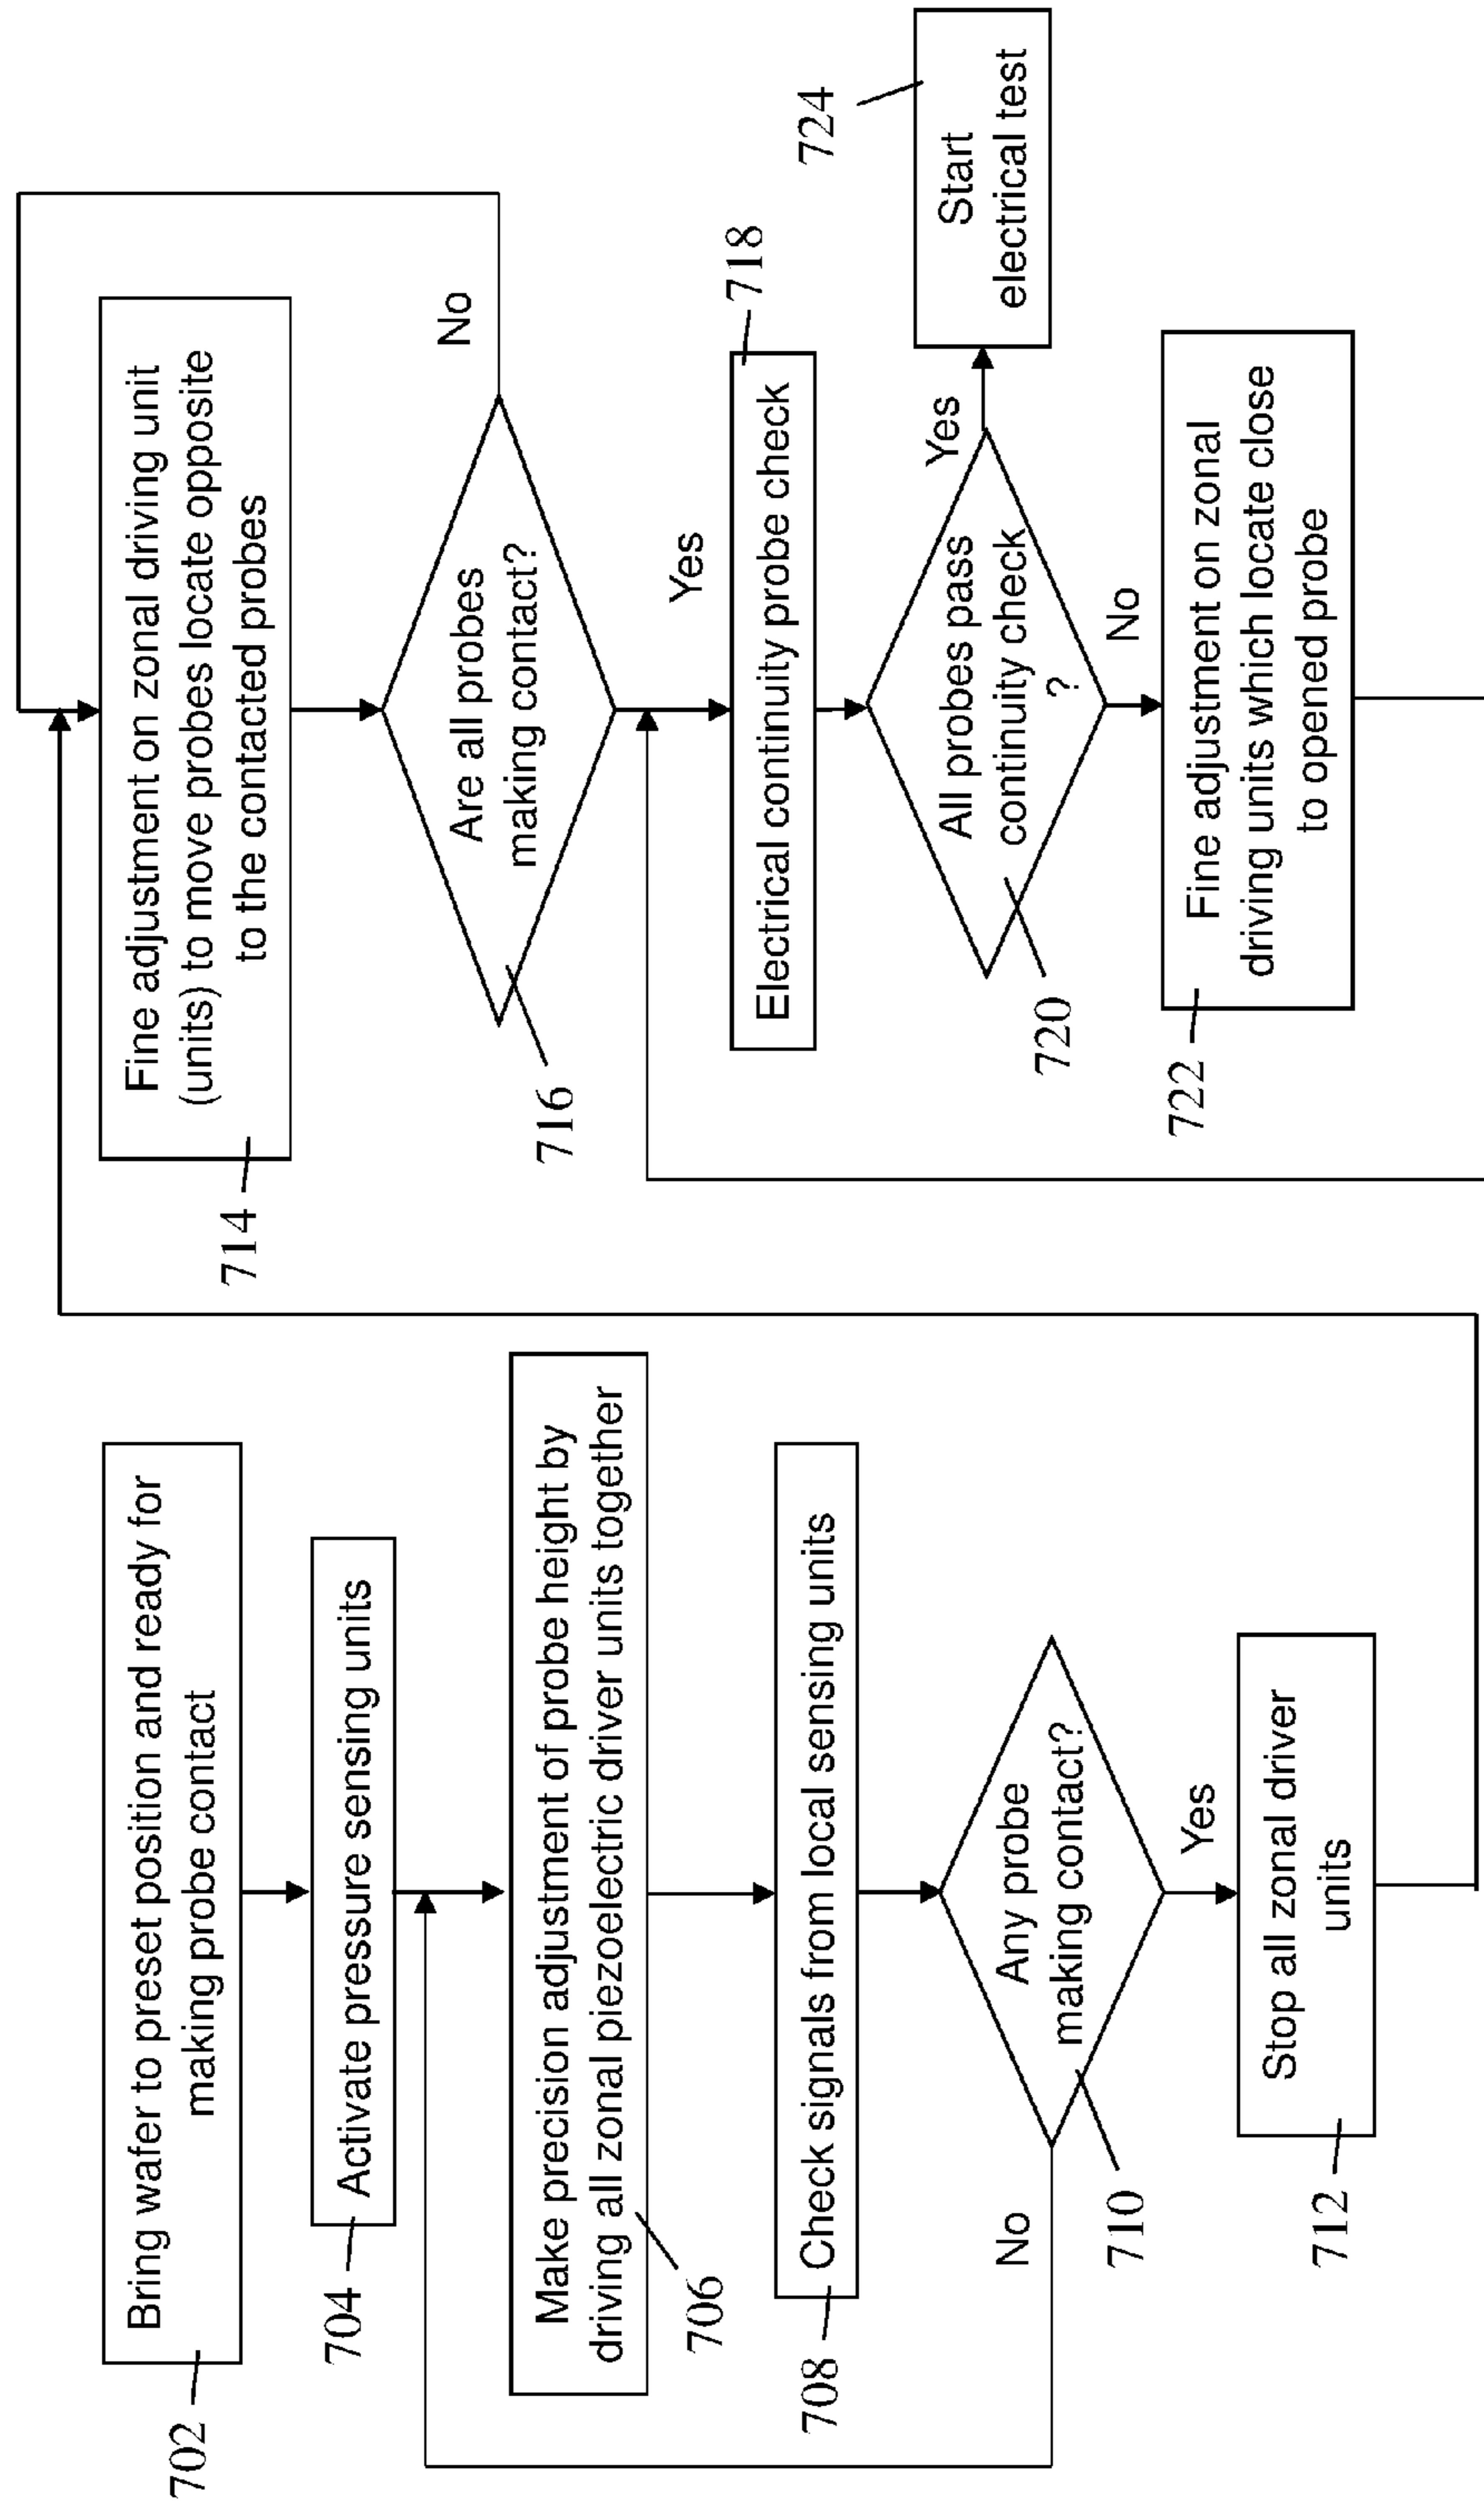 702
Bring wafer to preset position and ready for
making probe contact
704
Activate pressure sensing units
706
Make precision adjustment of probe height by
driving all zonal piezoelectric driver units together
708
Check signals from local sensing units
710
Any probe
making contact?
No
Yes
712
Stop all zonal driver
units
714
Fine adjustment on zonal driving unit
(units) to move probes locate opposite
to the contacted probes
716
Are all probes
making contact?
No
Yes
718
Electrical continuity probe check
720
All probes pass
continuity check
?
Yes
No
724
Start
electrical test
722
Fine adjustment on zonal
driving units which locate close
to opened probe